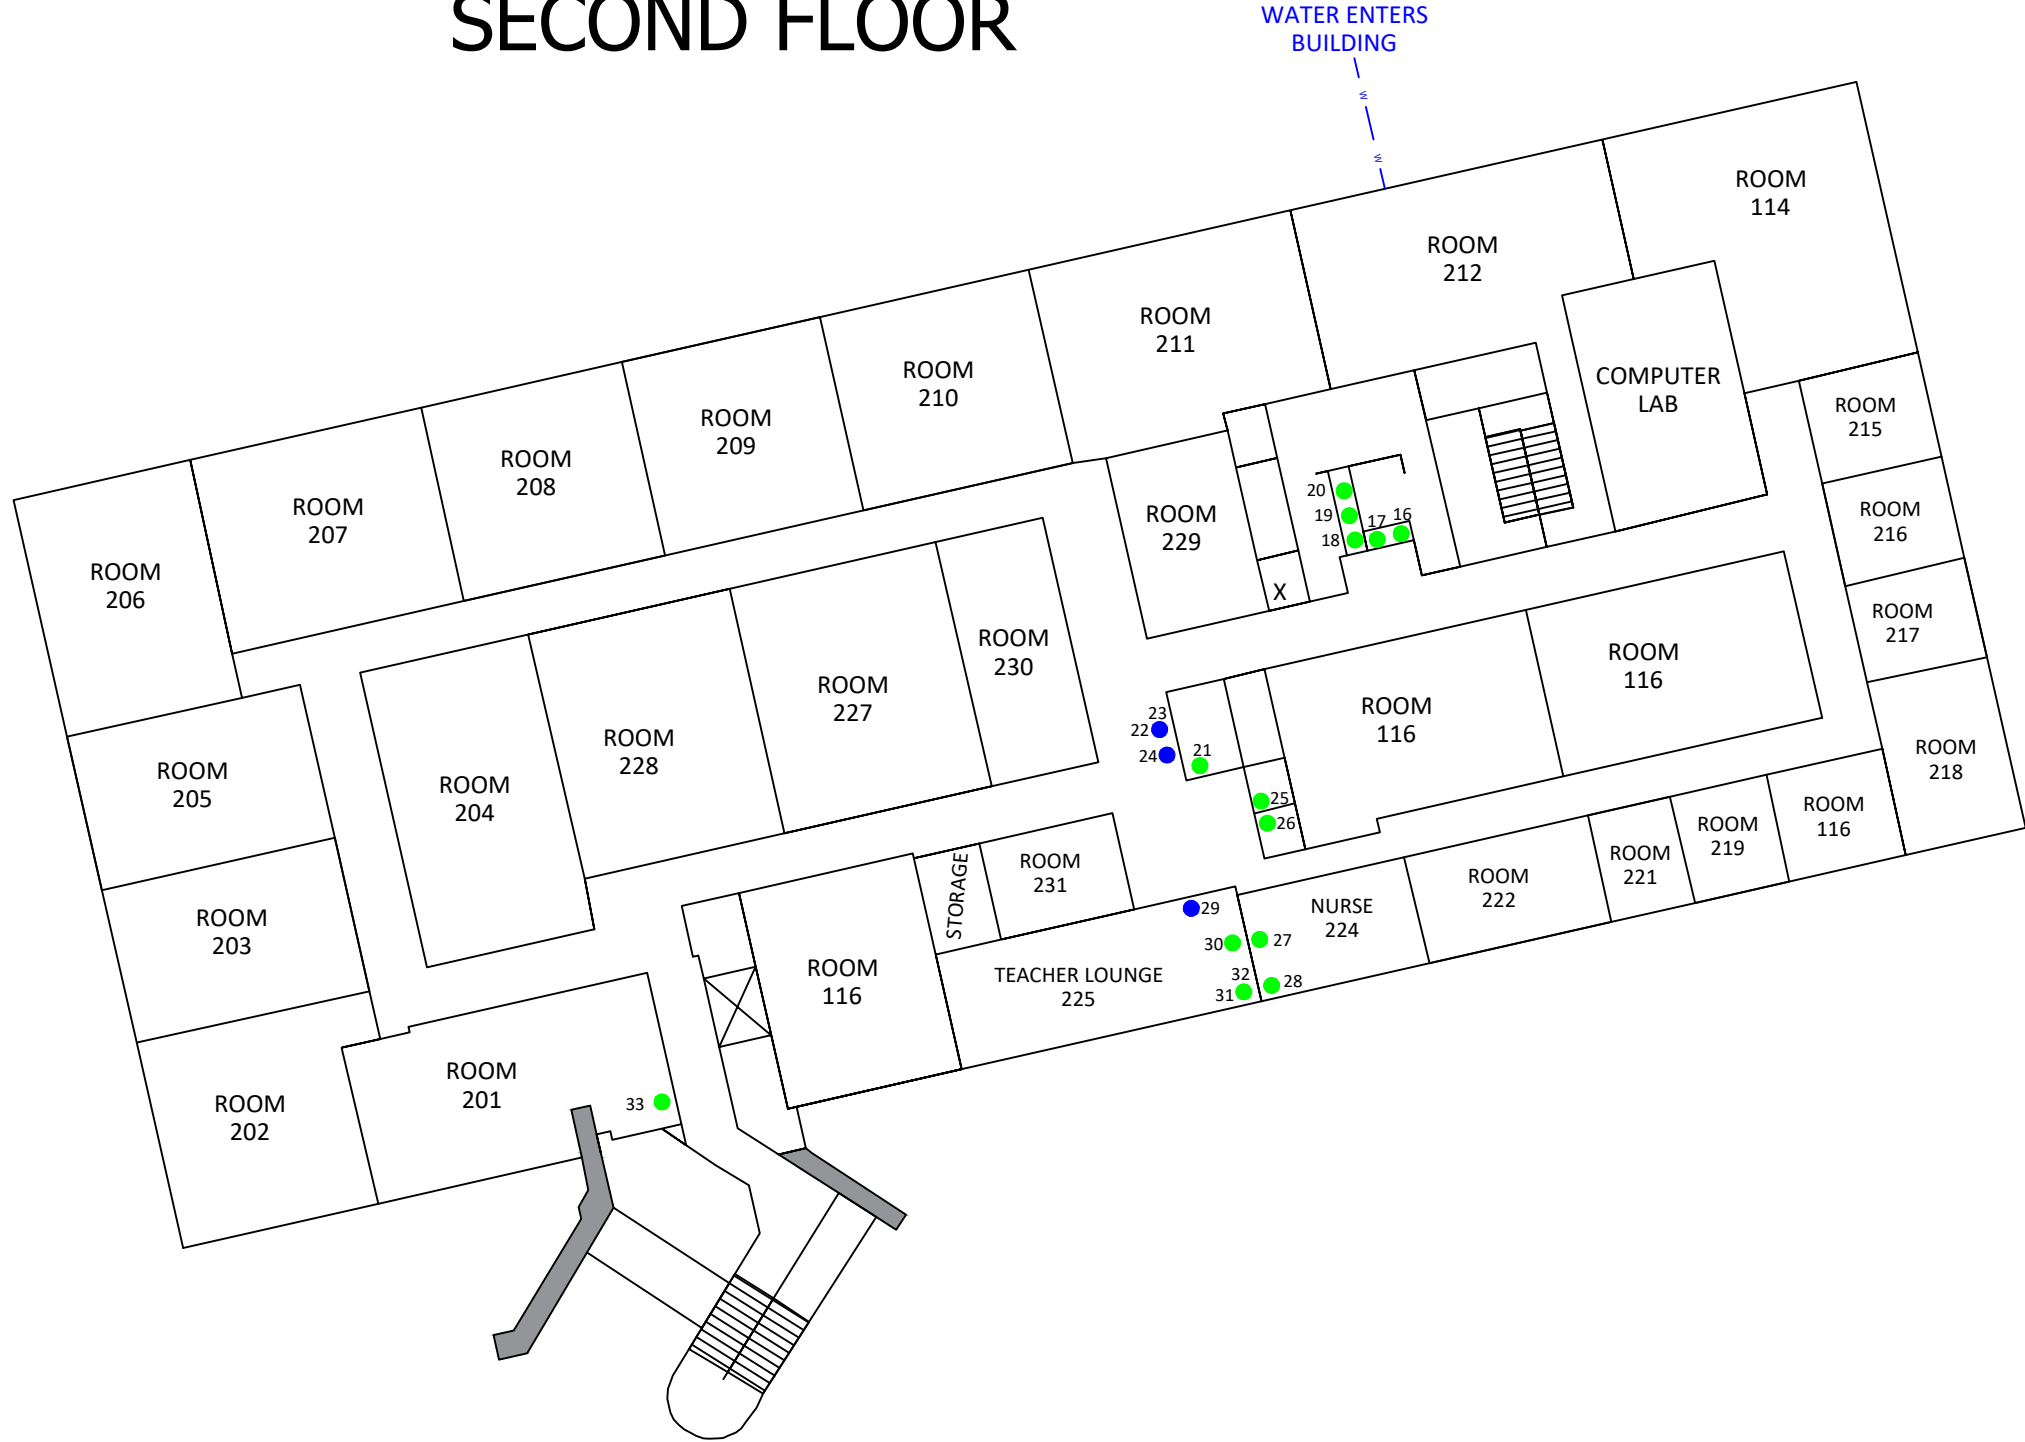 SECOND FLOOR
WATER ENTERS
BUILDING
W
W
ROOM
114
ROOM
212
ROOM
211
ROOM
210
ROOM
209
ROOM
208
ROOM
207
ROOM
206
COMPUTER
LAB
ROOM
215
ROOM
216
ROOM
217
ROOM
218
ROOM
229
20
19
18
17
16
X
ROOM
230
ROOM
227
ROOM
228
ROOM
204
ROOM
205
ROOM
203
ROOM
202
ROOM
201
33
23
22
24
21
25
26
ROOM
116
ROOM
116
ROOM
116
ROOM
219
ROOM
221
ROOM
222
NURSE
224
27
28
29
30
32
31
TEACHER LOUNGE
225
ROOM
231
STORAGE
ROOM
116